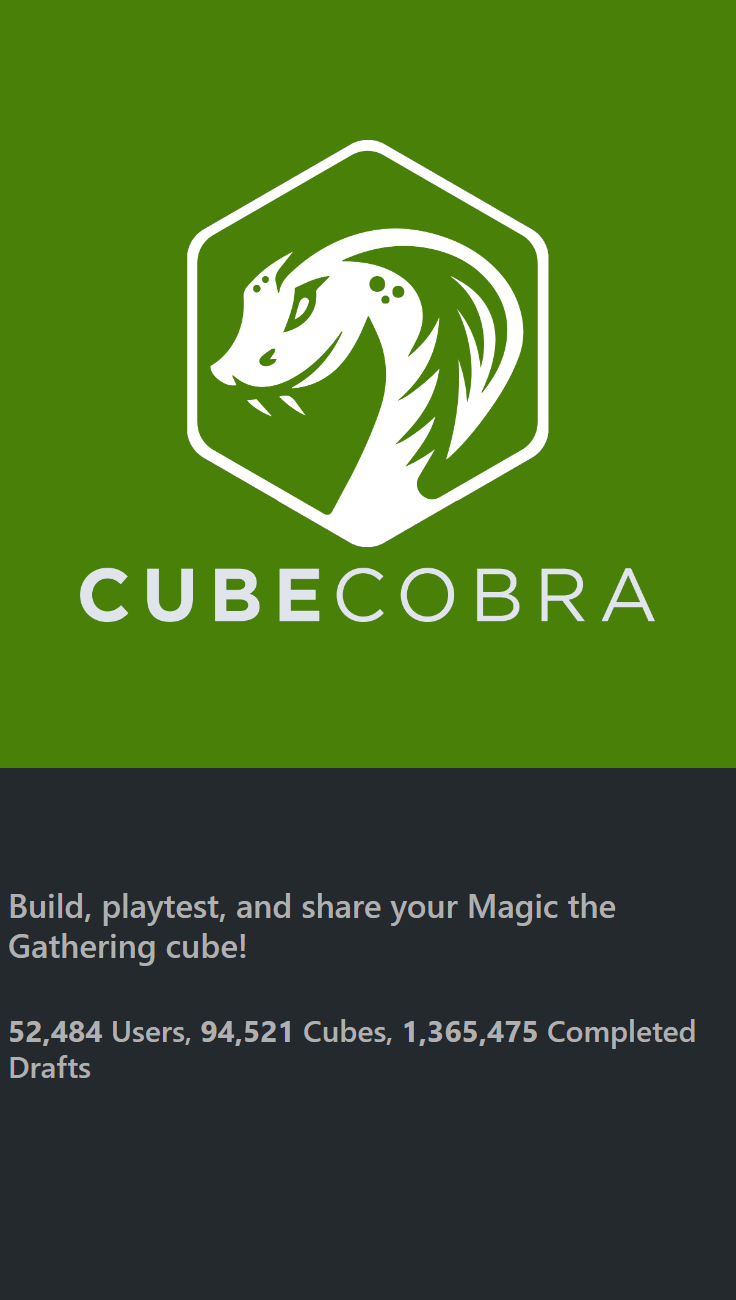 CUBECOBRA
Build, playtest, and share your Magic the
Gathering cube!
52,484 Users, 94,521 Cubes, 1,365,475 Completed
Drafts